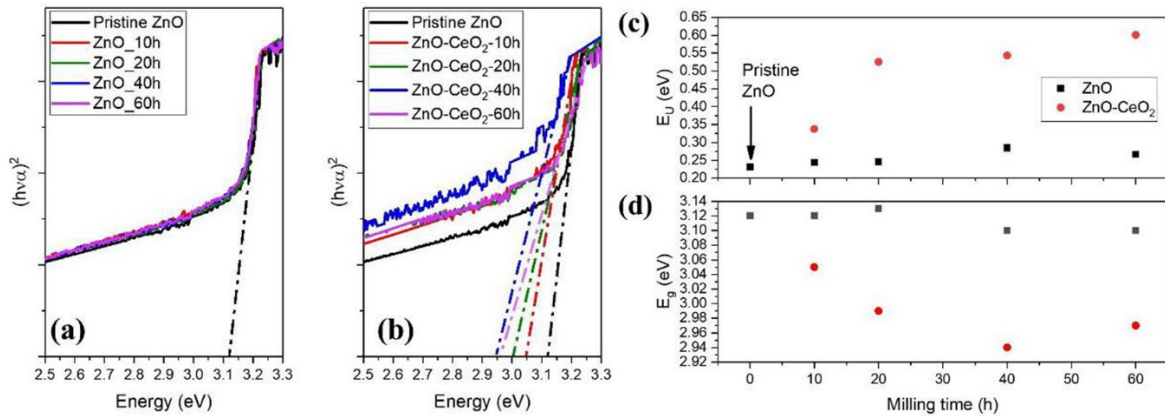 Pristine ZnO
ZnO_10h
ZnO_20h
ZnO_40h
ZnO_60h
(hνα)²
(a)
2.5 2.6 2.7 2.8 2.9 3.0 3.1 3.2 3.3
Energy (eV)
Pristine ZnO
ZnO-CeO₂-10h
ZnO-CeO₂-20h
ZnO-CeO₂-40h
ZnO-CeO₂-60h
(hνα)²
(b)
2.5 2.6 2.7 2.8 2.9 3.0 3.1 3.2 3.3
Energy (eV)
(c)
0.65
0.60
0.55
0.50
0.45
0.40
0.35
0.30
0.25
0.20
E_U (eV)
Pristine
ZnO
ZnO
ZnO-CeO₂
(d)
3.14
3.12
3.10
3.08
3.06
3.04
3.02
3.00
2.98
2.96
2.94
2.92
E_g (eV)
0 10 20 30 40 50 60
Milling time (h)